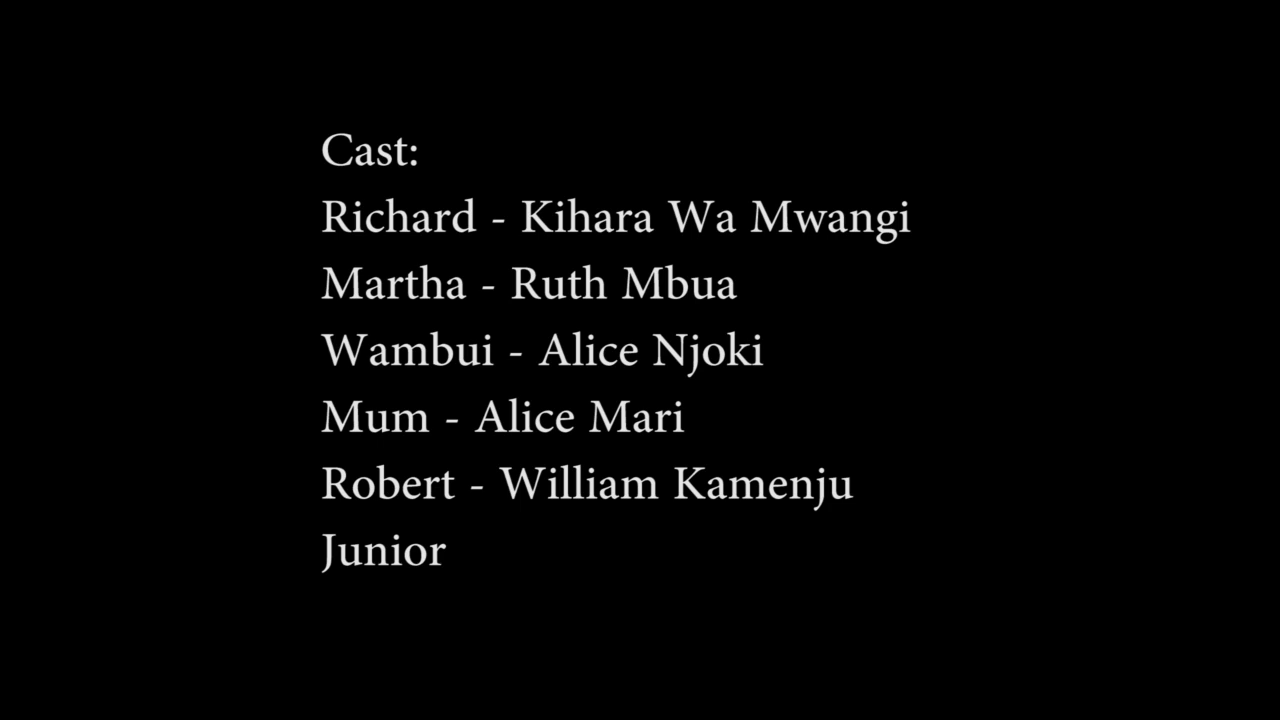 Cast:
Richard - Kihara Wa Mwangi
Martha - Ruth Mbua
Wambui - Alice Njoki
Mum - Alice Mari
Robert - William Kamenju
Junior